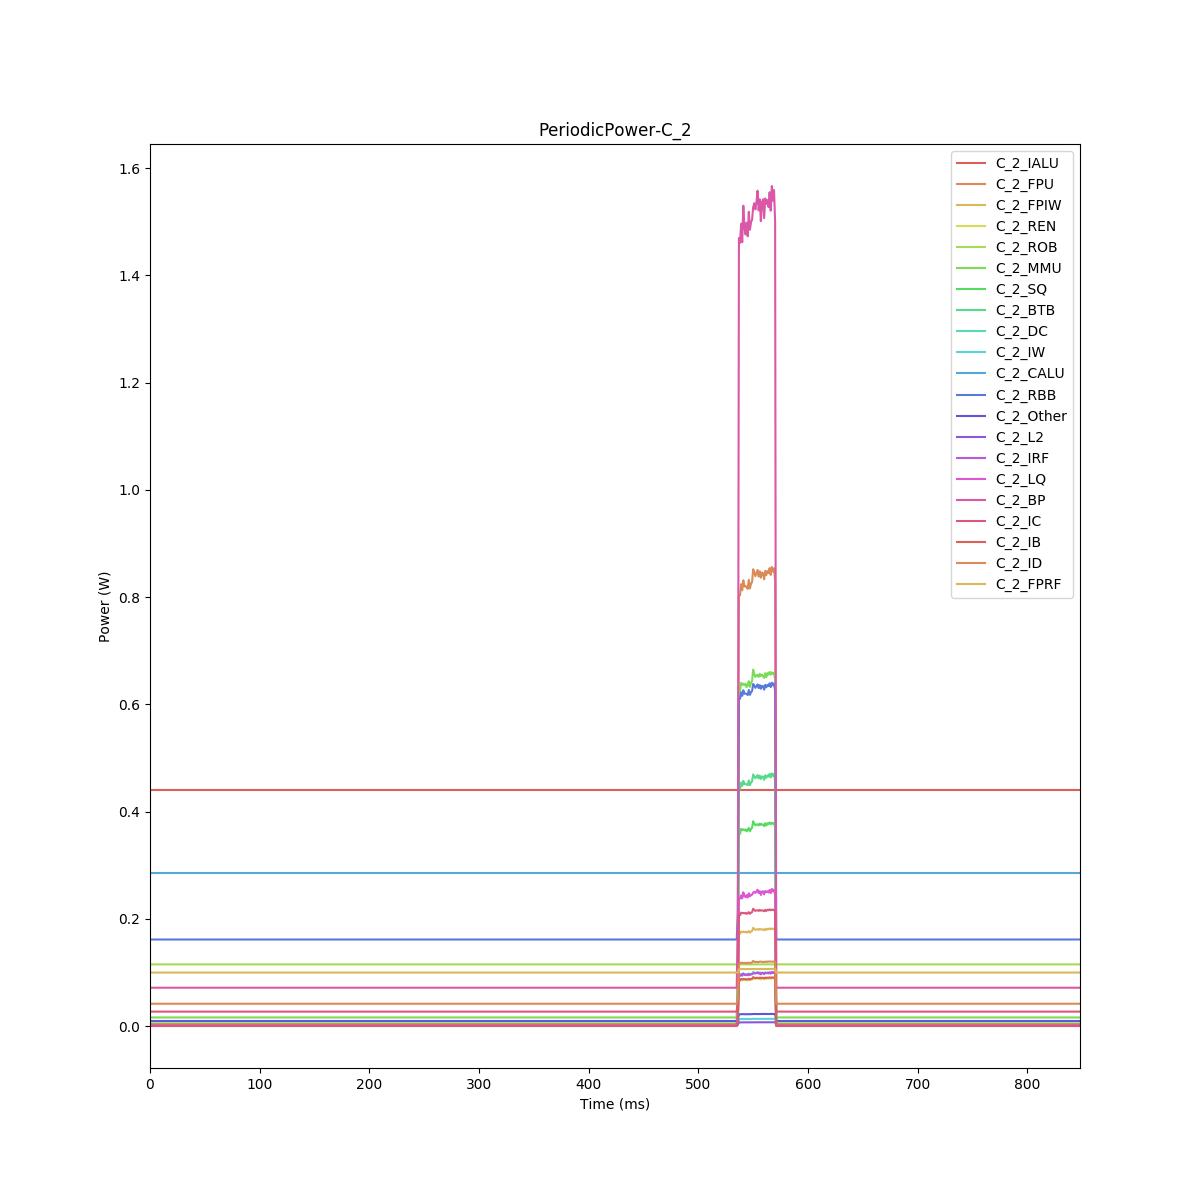 PeriodicPower-C_2
1.6
1.4
1.2
1.0
0.8
0.6
0.4
0.2
0.0
Power (W)
0
100
200
300
400
500
600
700
800
Time (ms)
C_2_IALU
C_2_FPU
C_2_FPIW
C_2_REN
C_2_ROB
C_2_MMU
C_2_SQ
C_2_BTB
C_2_DC
C_2_IW
C_2_CALU
C_2_RBB
C_2_Other
C_2_L2
C_2_IRF
C_2_LQ
C_2_BP
C_2_IC
C_2_IB
C_2_ID
C_2_FPRF